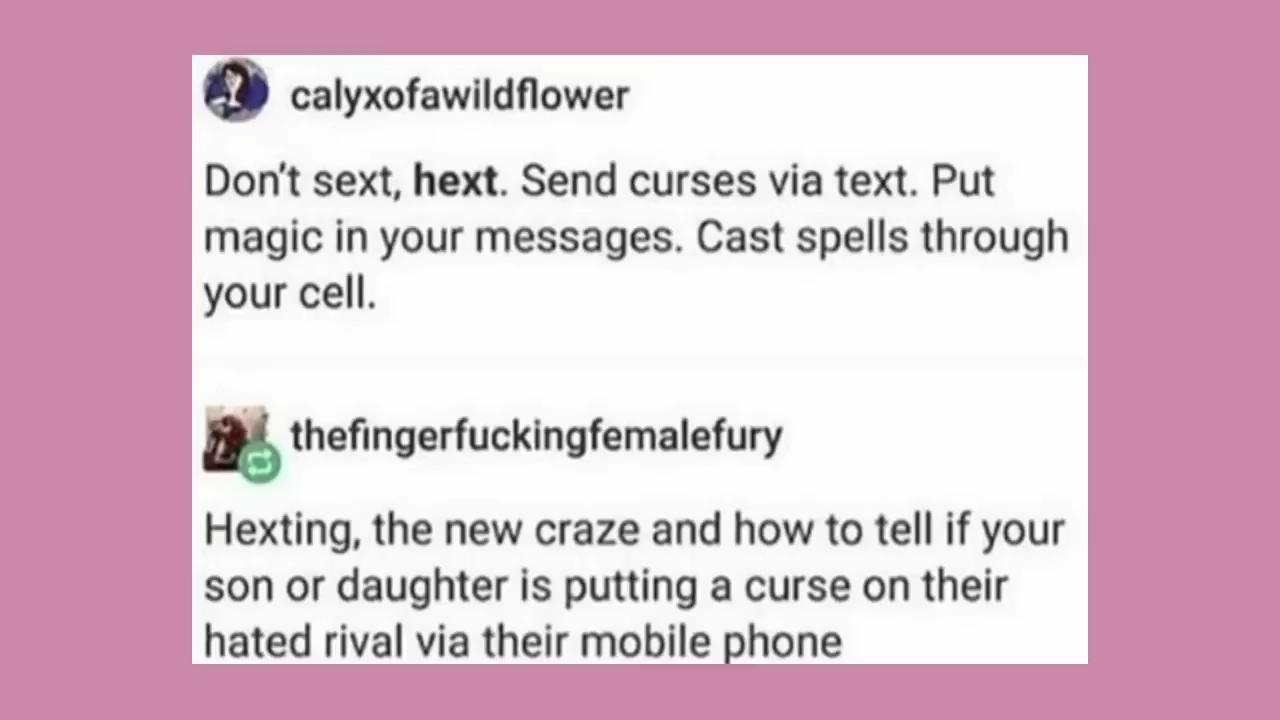 calyxofawildflower
Don't sext, hext. Send curses via text. Put
magic in your messages. Cast spells through
your cell.
thefingerfuckingfemalefury
Hexting, the new craze and how to tell if your
son or daughter is putting a curse on their
hated rival via their mobile phone